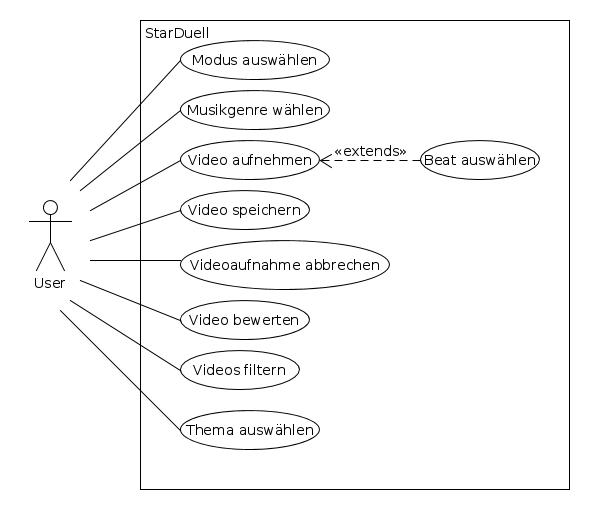 StarDuell
Modus auswählen
Musikgenre wählen
Video aufnehmen
«extends»
Beat auswählen
Video speichern
Videoaufnahme abbrechen
User
Video bewerten
Videos filtern
Thema auswählen